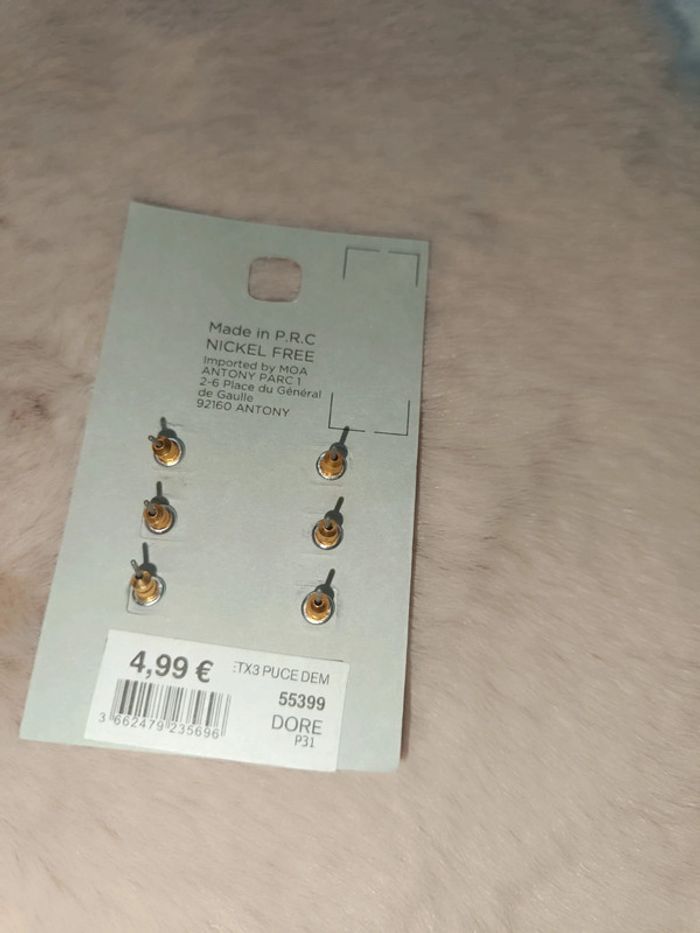 Made in P.R.C
NICKEL FREE
Imported by MOA
ANTONY PARC 1
2-6 Place du Général
de Gaulle
92160 ANTONY
4,99 €
TX3 PUCE DEM
55399
DORE
P31
3 662479 235696